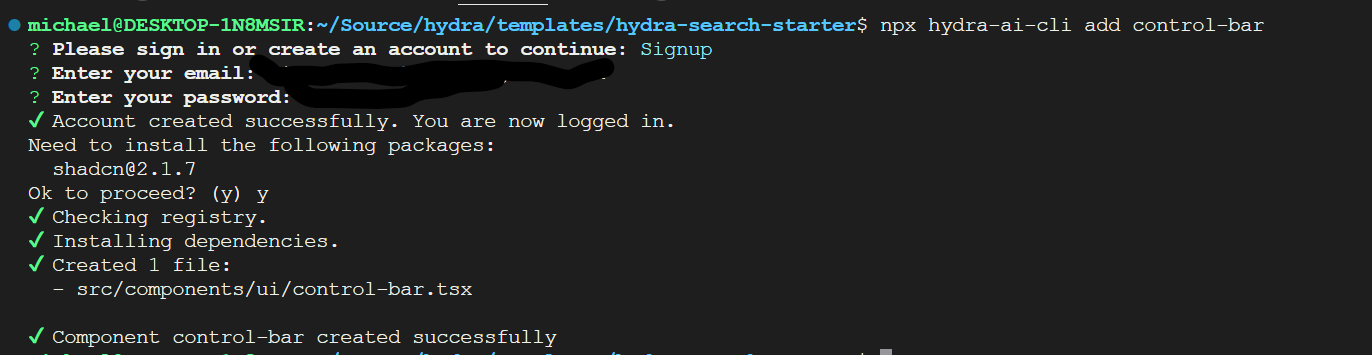 michael@DESKTOP-1N8MSIR:~/Source/hydra/templates/hydra-search-starter$ npx hydra-ai-cli add control-bar
? Please sign in or create an account to continue: Signup
? Enter your email:
? Enter your password:
✓ Account created successfully. You are now logged in.
Need to install the following packages:
  shadcn@2.1.7
Ok to proceed? (y) y
✓ Checking registry.
✓ Installing dependencies.
✓ Created 1 file:
  - src/components/ui/control-bar.tsx
✓ Component control-bar created successfully